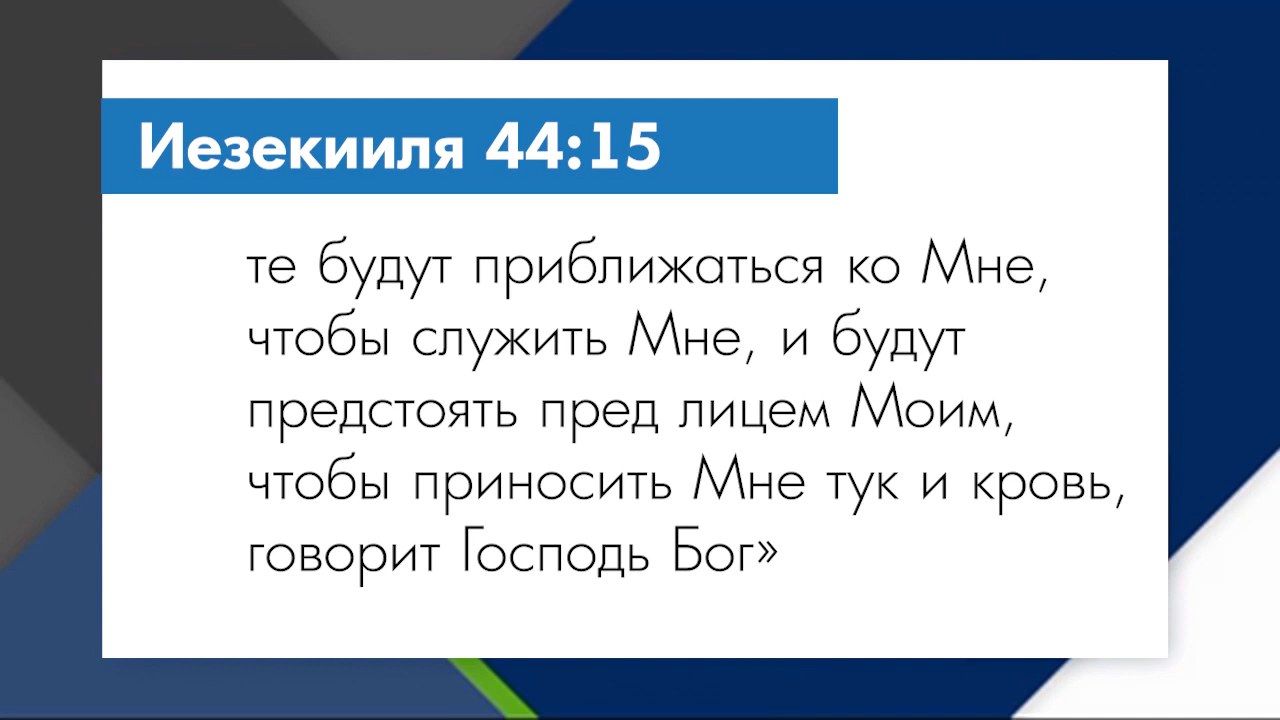 Иезекииля 44:15
те будут приближаться ко Мне,
чтобы служить Мне, и будут
предстоять пред лицем Моим,
чтобы приносить Мне тук и кровь,
говорит Господь Бог»